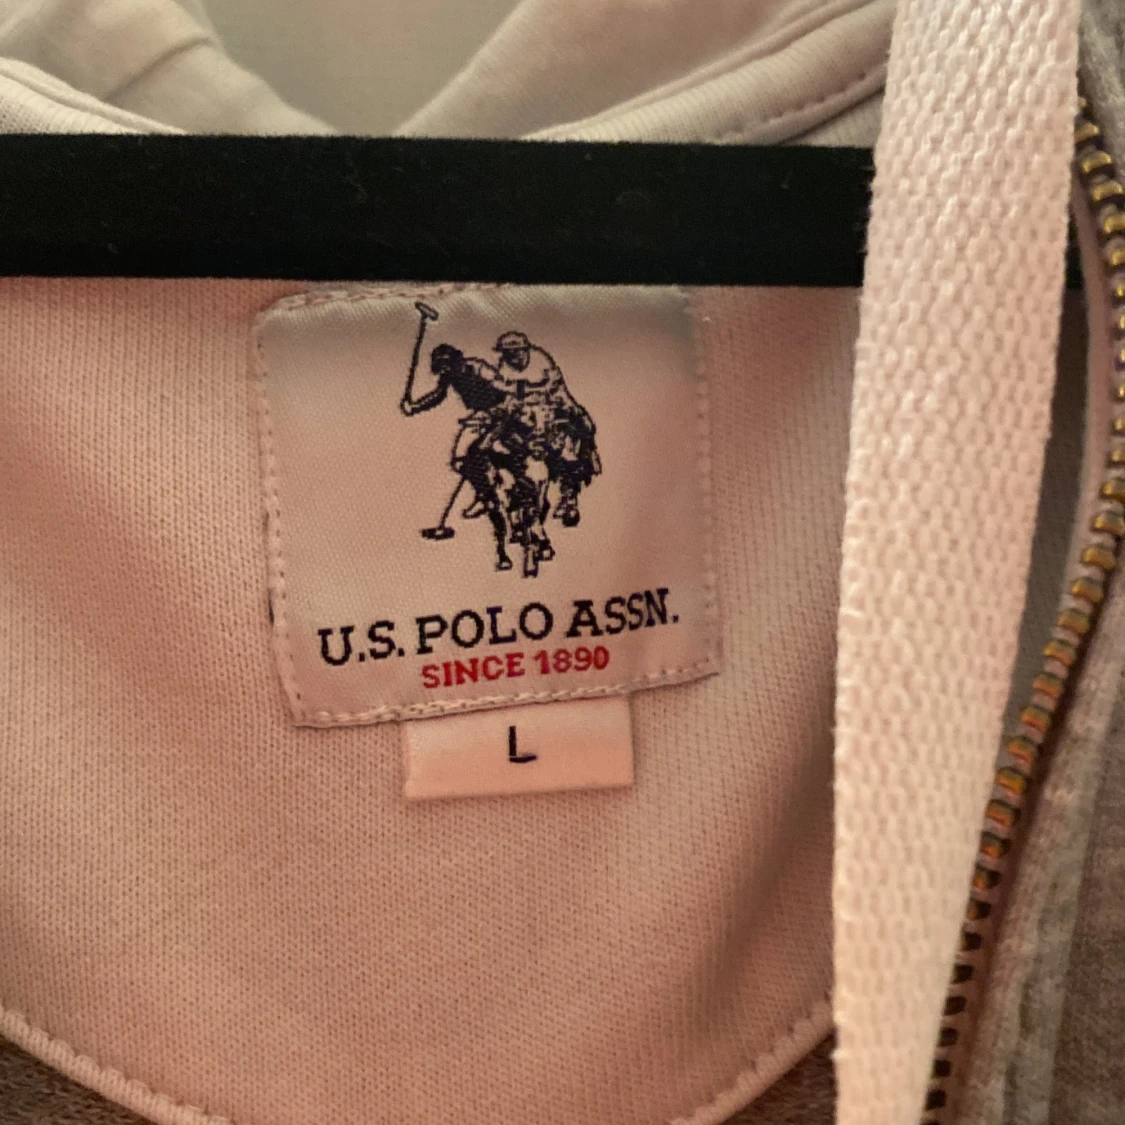 U.S. POLO ASSN.
SINCE 1890
L